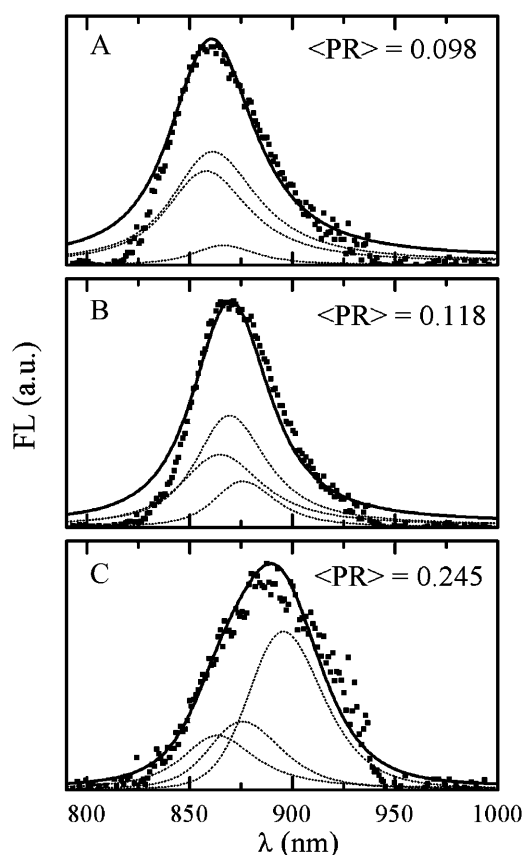 A <PR> = 0.098
B <PR> = 0.118
FL (a.u.)
C <PR> = 0.245
800 850 900 950 1000
λ (nm)